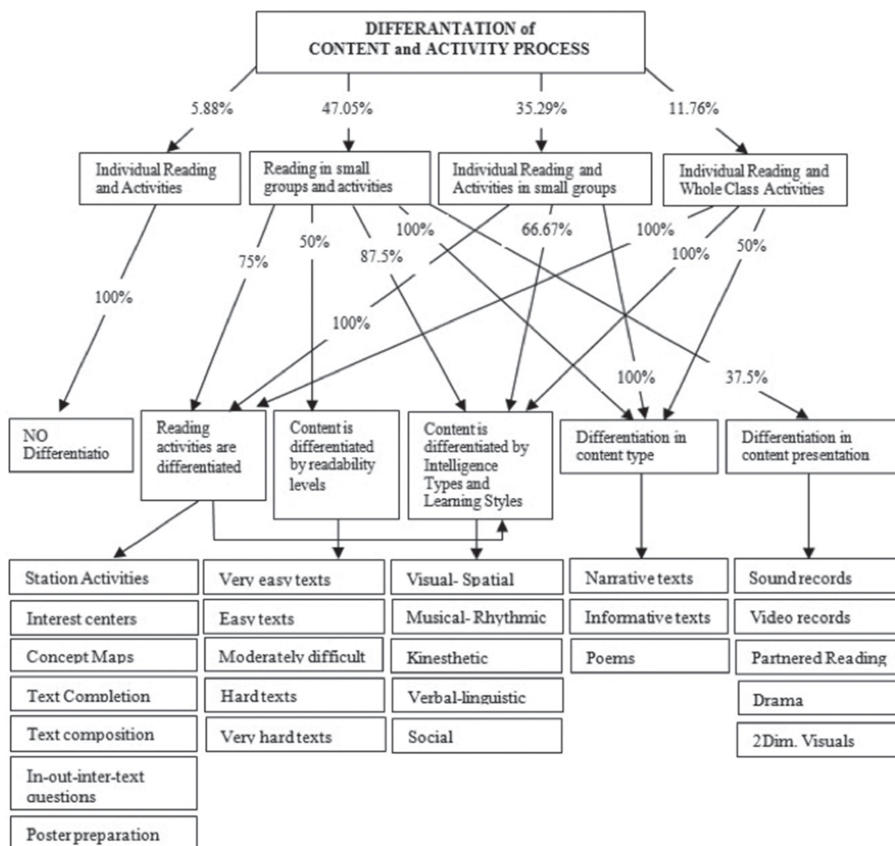 DIFFERANTATION of
CONTENT and ACTIVITY PROCESS
5.88%
47.05%
35.29%
11.76%
Individual Reading
and Activities
Reading in small
groups and activities
Individual Reading and
Activities in small groups
Individual Reading and
Whole Class Activities
75%
50%
87.5%
100%
66.67%
100%
100%
50%
100%
100%
100%
37.5%
NO
Differentiatio
Reading
activities are
differentiated
Content is
differentiated
by readability
levels
Content is
differentiated by
Intelligence
Types and
Learning Styles
Differentiation in
content type
Differentiation in
content presentation
Station Activities
Very easy texts
Visual- Spatial
Narrative texts
Sound records
Interest centers
Easy texts
Musical- Rhythmic
Informative texts
Video records
Concept Maps
Moderately difficult
Kinesthetic
Poems
Partnered Reading
Text Completion
Hard texts
Verbal-linguistic
Drama
Text composition
Very hard texts
Social
2Dim. Visuals
In-out-inter-text
questions
Poster preparation